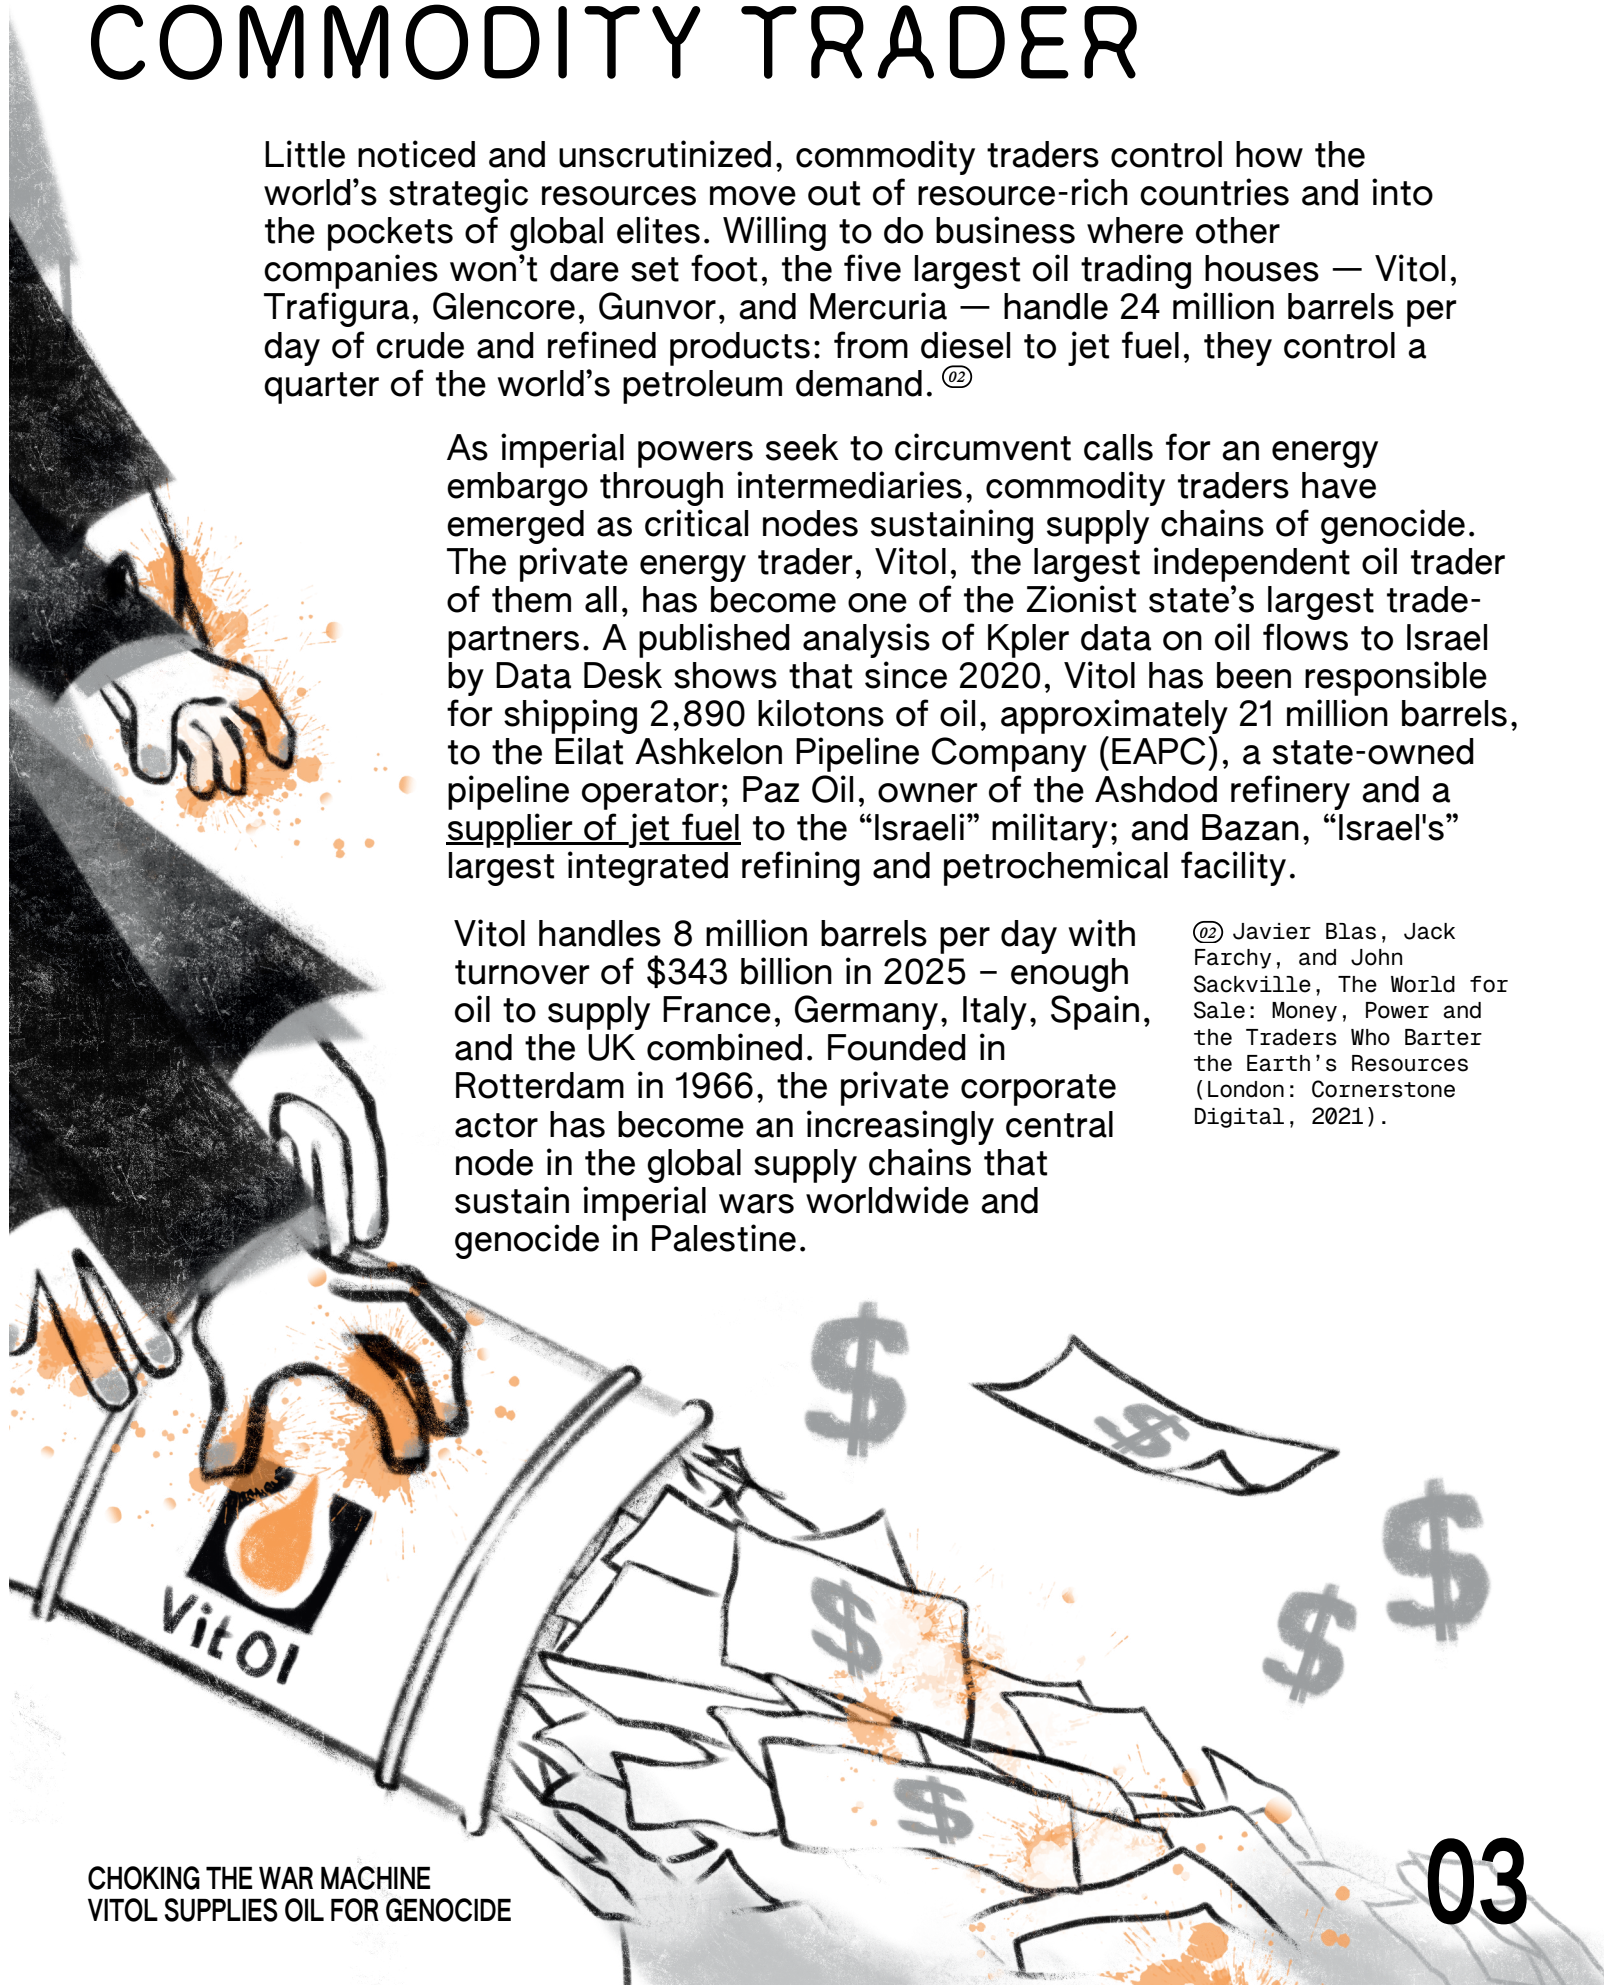 COMMODITY TRADER
Little noticed and unscrutinized, commodity traders control how the
world’s strategic resources move out of resource-rich countries and into
the pockets of global elites. Willing to do business where other
companies won’t dare set foot, the five largest oil trading houses — Vitol,
Trafigura, Glencore, Gunvor, and Mercuria — handle 24 million barrels per
day of crude and refined products: from diesel to jet fuel, they control a
quarter of the world’s petroleum demand. 02
As imperial powers seek to circumvent calls for an energy
embargo through intermediaries, commodity traders have
emerged as critical nodes sustaining supply chains of genocide.
The private energy trader, Vitol, the largest independent oil trader
of them all, has become one of the Zionist state’s largest trade-
partners. A published analysis of Kpler data on oil flows to Israel
by Data Desk shows that since 2020, Vitol has been responsible
for shipping 2,890 kilotons of oil, approximately 21 million barrels,
to the Eilat Ashkelon Pipeline Company (EAPC), a state-owned
pipeline operator; Paz Oil, owner of the Ashdod refinery and a
supplier of jet fuel to the “Israeli” military; and Bazan, “Israel's”
largest integrated refining and petrochemical facility.
Vitol handles 8 million barrels per day with
turnover of $343 billion in 2025 – enough
oil to supply France, Germany, Italy, Spain,
and the UK combined. Founded in
Rotterdam in 1966, the private corporate
actor has become an increasingly central
node in the global supply chains that
sustain imperial wars worldwide and
genocide in Palestine.
02 Javier Blas, Jack
Farchy, and John
Sackville, The World for
Sale: Money, Power and
the Traders Who Barter
the Earth’s Resources
(London: Cornerstone
Digital, 2021).
$
$
$
$
vitol
$
$
CHOKING THE WAR MACHINE
VITOL SUPPLIES OIL FOR GENOCIDE
03